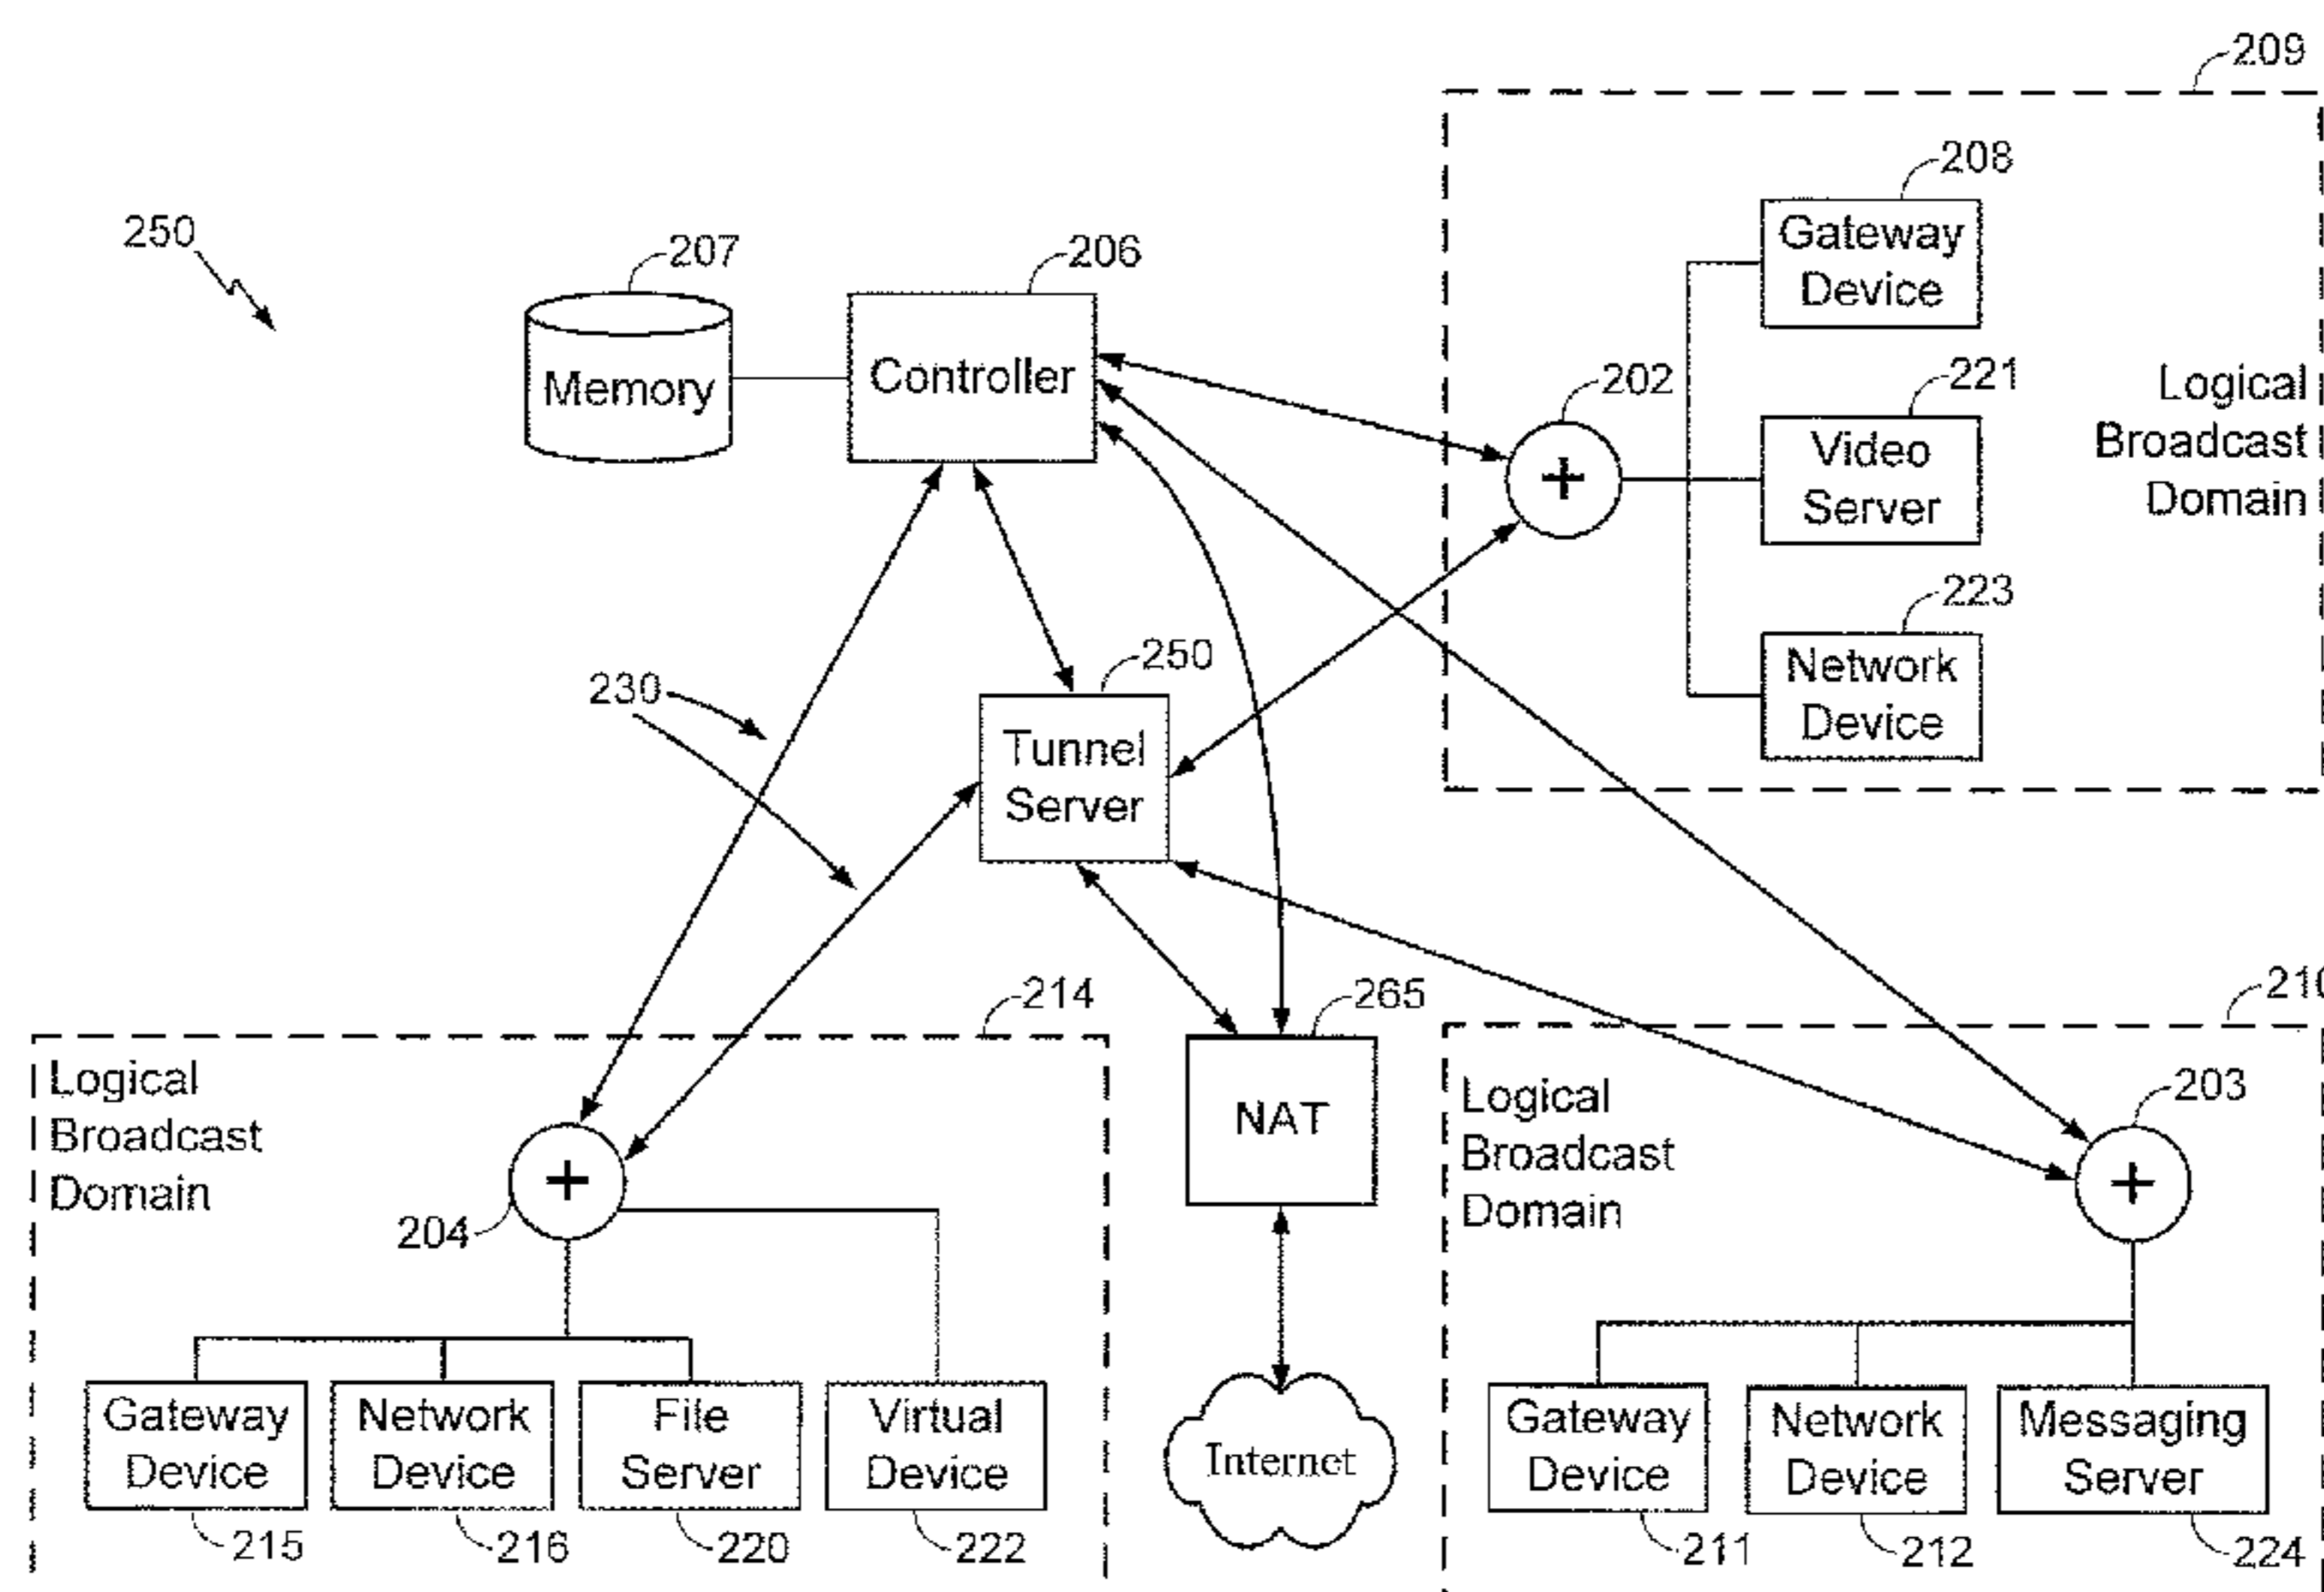 209
208
Gateway
Device
250
207
206
Memory
Controller
202
221
Video
Server
Logical
Broadcast
Domain
223
Network
Device
230
250
Tunnel
Server
214
265
210
Logical
Broadcast
Domain
NAT
Logical
Broadcast
Domain
203
204
Gateway
Device
Network
Device
File
Server
Virtual
Device
Internet
Gateway
Device
Network
Device
Messaging
Server
215
216
220
222
211
212
224